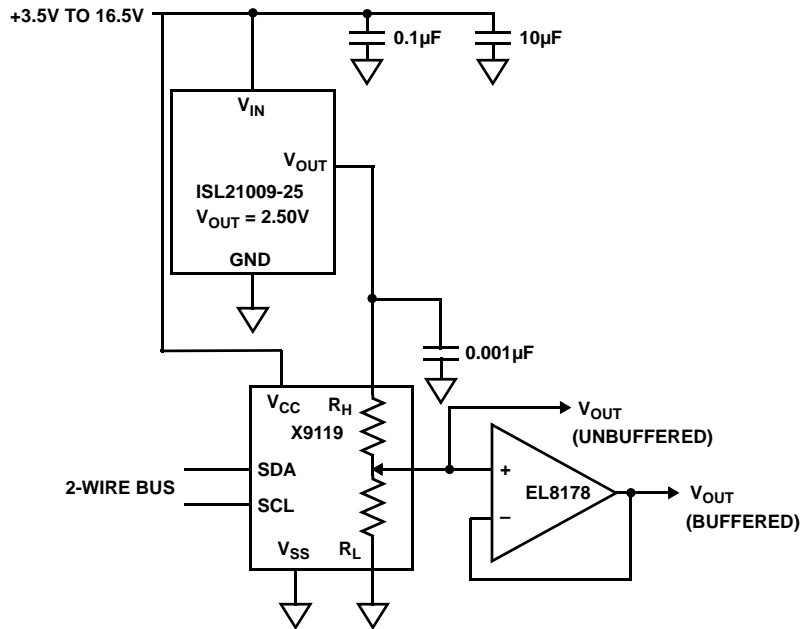 +3.5V TO 16.5V
0.1µF
10µF
VIN
VOUT
ISL21009-25
VOUT = 2.50V
GND
0.001µF
VCC
RH
X9119
VOUT
(UNBUFFERED)
2-WIRE BUS
SDA
SCL
+
EL8178
–
VOUT
(BUFFERED)
VSS
RL